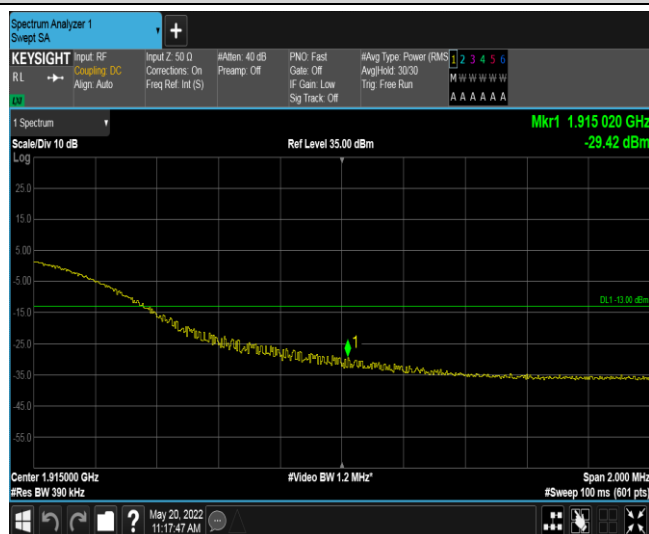 Spectrum Analyzer 1
Swept SA
+
KEYSIGHT
RL
LXI
Input: RF
Coupling: DC
Align: Auto
Input Z: 50 Ω
Corrections: On
Freq Ref: Int (S)
#Atten: 40 dB
Preamp: Off
PNO: Fast
Gate: Off
IF Gain: Low
Sig Track: Off
#Avg Type: Power (RMS
Avg|Hold: 30/30
Trig: Free Run
1 2 3 4 5 6
M W W W W W
A A A A A A
1 Spectrum
Mkr1 1.915 020 GHz
Scale/Div 10 dB
Ref Level 35.00 dBm
-29.42 dBm
Log
25.0
15.0
5.00
-5.00
DL1 -13.00 dBm
-15.0
-25.0
1
-35.0
-45.0
-55.0
Center 1.915000 GHz
#Video BW 1.2 MHz*
Span 2.000 MHz
#Res BW 390 kHz
#Sweep 100 ms (601 pts)
?
May 20, 2022
11:17:47 AM